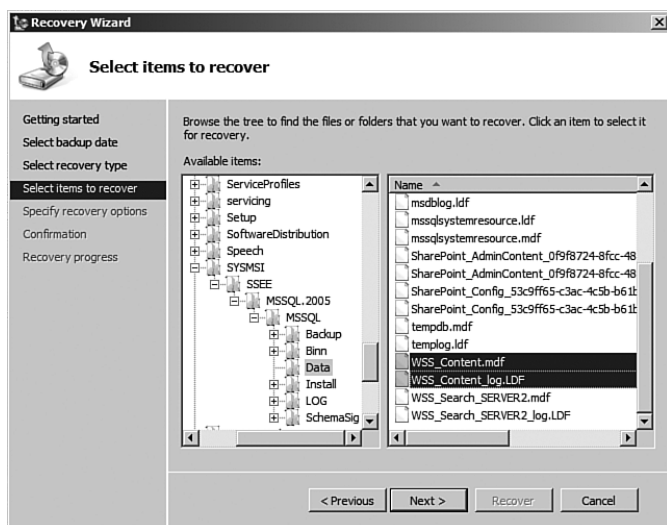 Recovery Wizard
Select items to recover
Getting started
Select backup date
Select recovery type
Select items to recover
Specify recovery options
Confirmation
Recovery progress
Browse the tree to find the files or folders that you want to recover. Click an item to select it
for recovery.
Available items:
ServiceProfiles
servicing
Setup
SoftwareDistribution
Speech
SYSMSI
SSEE
MSSQL.2005
MSSQL
Backup
Binn
Data
Install
LOG
SchemaSig
Name
msdblog.ldf
mssqlsystemresource.ldf
mssqlsystemresource.mdf
SharePoint_AdminContent_0f9f8724-8fcc-48
SharePoint_AdminContent_0f9f8724-8fcc-48
SharePoint_Config_53c9ff65-c3ac-4c5b-b61b
SharePoint_Config_53c9ff65-c3ac-4c5b-b61b
tempdb.mdf
templog.ldf
WSS_Content.mdf
WSS_Content_log.LDF
WSS_Search_SERVER2.mdf
WSS_Search_SERVER2_log.LDF
< Previous
Next >
Recover
Cancel